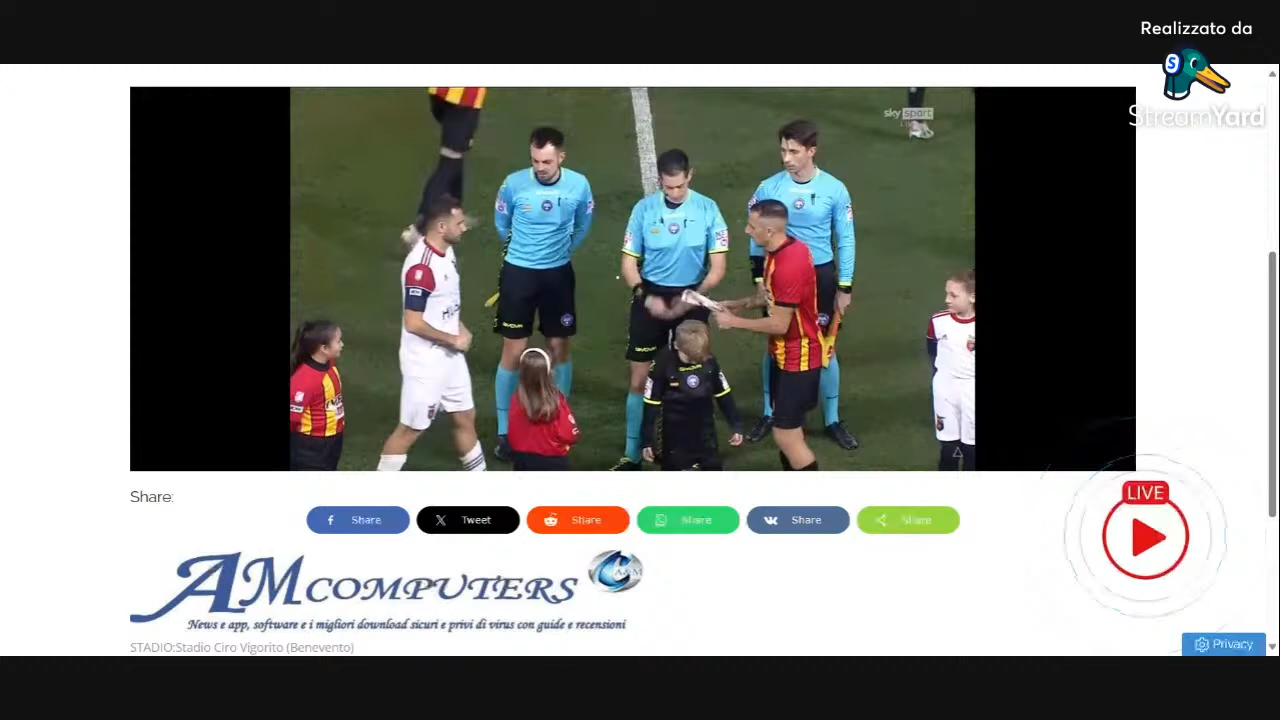 Realizzato da
StreamYard
sky sport
LIVE
Share:
Share
Tweet
Share
Share
Share
Share
AMCOMPUTERS
A&M
News e app, software e i migliori download sicuri e privi di virus con guide e recensioni
STADIO:Stadio Ciro Vigorito (Benevento)
Privacy